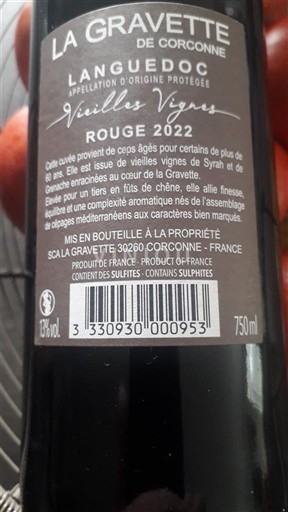 LA GRAVETTE
DE CORCONNE
LANGUEDOC
APPELLATION D'ORIGINE PROTÉGÉE
Vieilles Vignes
ROUGE 2022
Cette cuvée provient de ceps âgés pour certains de plus de
60 ans. Elle est issue de vieilles vignes de Syrah et de
Grenache enracinées au cœur de la Gravette.
Elevée pour un tiers en fûts de chêne, elle allie finesse,
équilibre et une complexité aromatique nés de l'assemblage
de cépages méditerranéens aux caractères bien marqués.
MIS EN BOUTEILLE À LA PROPRIÉTÉ
SCA LA GRAVETTE 30260 CORCONNE - FRANCE
PRODUIT DE FRANCE - PRODUCT OF FRANCE
CONTIENT DES SULFITES - CONTAINS SULPHITES
13% vol.
3 330930 000953
750 ml